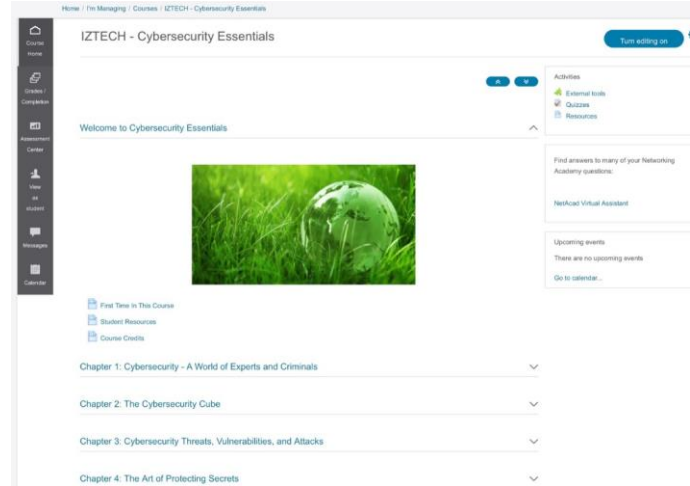 Home / I'm Managing / Courses / IZTECH - Cybersecurity Essentials
Course
Home
Grades /
Completion
Assessment
Center
View
as
student
Messages
Calendar
IZTECH - Cybersecurity Essentials
Turn editing on
Welcome to Cybersecurity Essentials
First Time In This Course
Student Resources
Course Credits
Chapter 1: Cybersecurity - A World of Experts and Criminals
Chapter 2: The Cybersecurity Cube
Chapter 3: Cybersecurity Threats, Vulnerabilities, and Attacks
Chapter 4: The Art of Protecting Secrets
Activities
External tools
Quizzes
Resources
Find answers to many of your Networking
Academy questions:
NetAcad Virtual Assistant
Upcoming events
There are no upcoming events
Go to calendar...